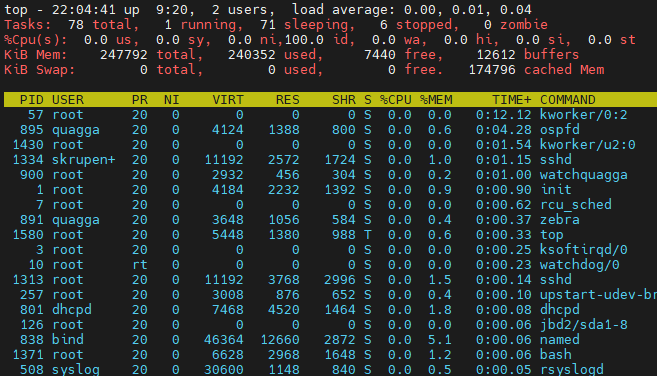 top - 22:04:41 up  9:20,  2 users,  load average: 0.00, 0.01, 0.04
Tasks:  78 total,   1 running,  71 sleeping,   6 stopped,   0 zombie
%Cpu(s):  0.0 us,  0.0 sy,  0.0 ni,100.0 id,  0.0 wa,  0.0 hi,  0.0 si,  0.0 st
KiB Mem:    247792 total,   240352 used,     7440 free,    12612 buffers
KiB Swap:        0 total,        0 used,        0 free.   174796 cached Mem
PID USER      PR  NI    VIRT    RES    SHR S %CPU %MEM     TIME+ COMMAND
57 root      20   0       0      0      0 S  0.0  0.0   0:12.12 kworker/0:2
895 quagga    20   0    4124   1388    800 S  0.0  0.6   0:04.28 ospfd
1430 root      20   0       0      0      0 S  0.0  0.0   0:01.54 kworker/u2:0
1334 skrupen+  20   0   11192   2572   1724 S  0.0  1.0   0:01.15 sshd
900 root      20   0    2932    456    304 S  0.0  0.2   0:01.00 watchquagga
1 root      20   0    4184   2232   1392 S  0.0  0.9   0:00.90 init
7 root      20   0       0      0      0 S  0.0  0.0   0:00.62 rcu_sched
891 quagga    20   0    3648   1056    584 S  0.0  0.4   0:00.37 zebra
1580 root      20   0    5448   1380    988 T  0.0  0.6   0:00.33 top
3 root      20   0       0      0      0 S  0.0  0.0   0:00.25 ksoftirqd/0
10 root      rt   0       0      0      0 S  0.0  0.0   0:00.23 watchdog/0
1313 root      20   0   11192   3768   2996 S  0.0  1.5   0:00.14 sshd
257 root      20   0    3008    876    652 S  0.0  0.4   0:00.10 upstart-udev-br
801 dhcpd     20   0    7468   4520   1464 S  0.0  1.8   0:00.08 dhcpd
126 root      20   0       0      0      0 S  0.0  0.0   0:00.06 jbd2/sda1-8
838 bind      20   0   46364  12660   2872 S  0.0  5.1   0:00.06 named
1371 root      20   0    6628   2968   1648 S  0.0  1.2   0:00.06 bash
508 syslog    20   0   30600   1148    840 S  0.0  0.5   0:00.05 rsyslogd